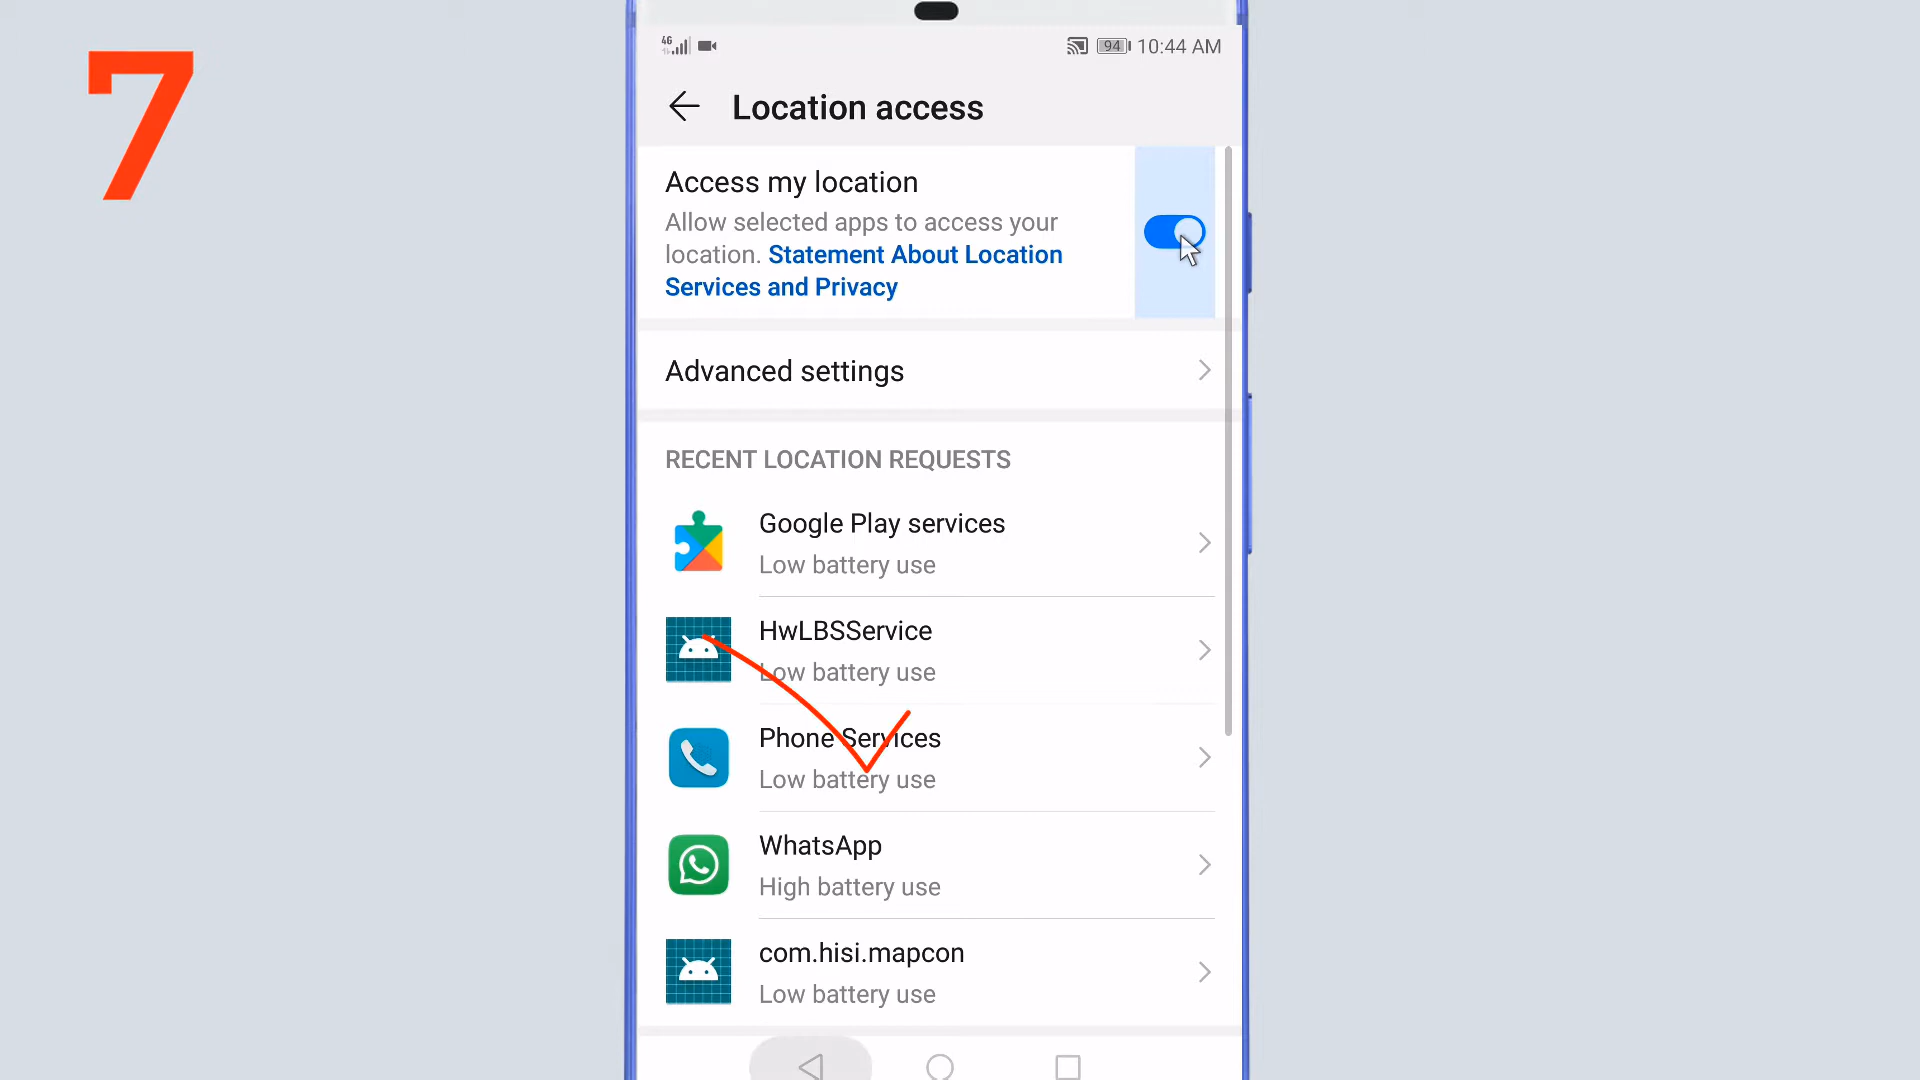 7
4G
94 10:44 AM
Location access
Access my location
Allow selected apps to access your
location. Statement About Location
Services and Privacy
Advanced settings
RECENT LOCATION REQUESTS
Google Play services
Low battery use
HwLBSService
Low battery use
Phone Services
Low battery use
WhatsApp
High battery use
com.hisi.mapcon
Low battery use